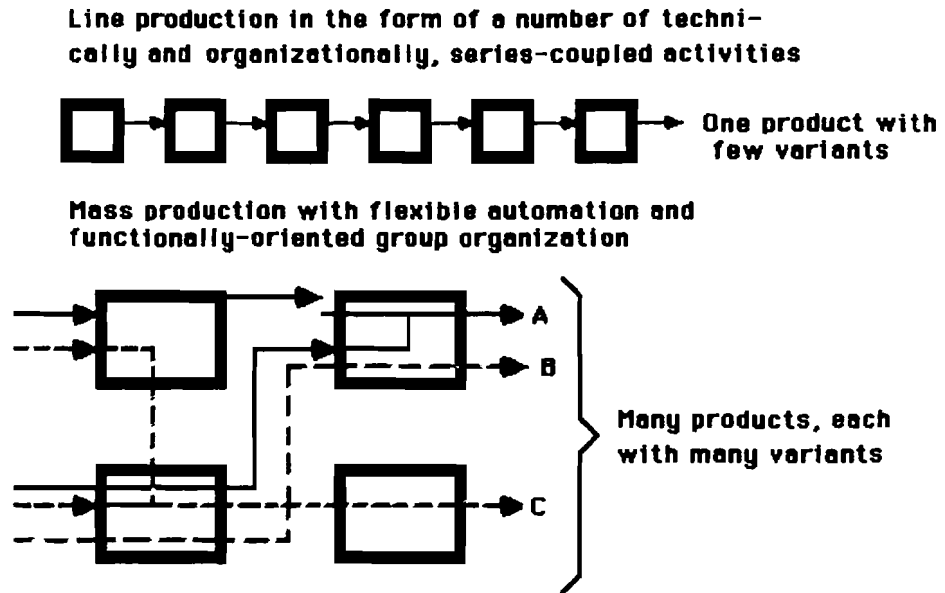 Line production in the form of a number of techni-
cally and organizationally, series-coupled activities
One product with
few variants
Mass production with flexible automation and
functionally-oriented group organization
A
B
Many products, each
with many variants
C